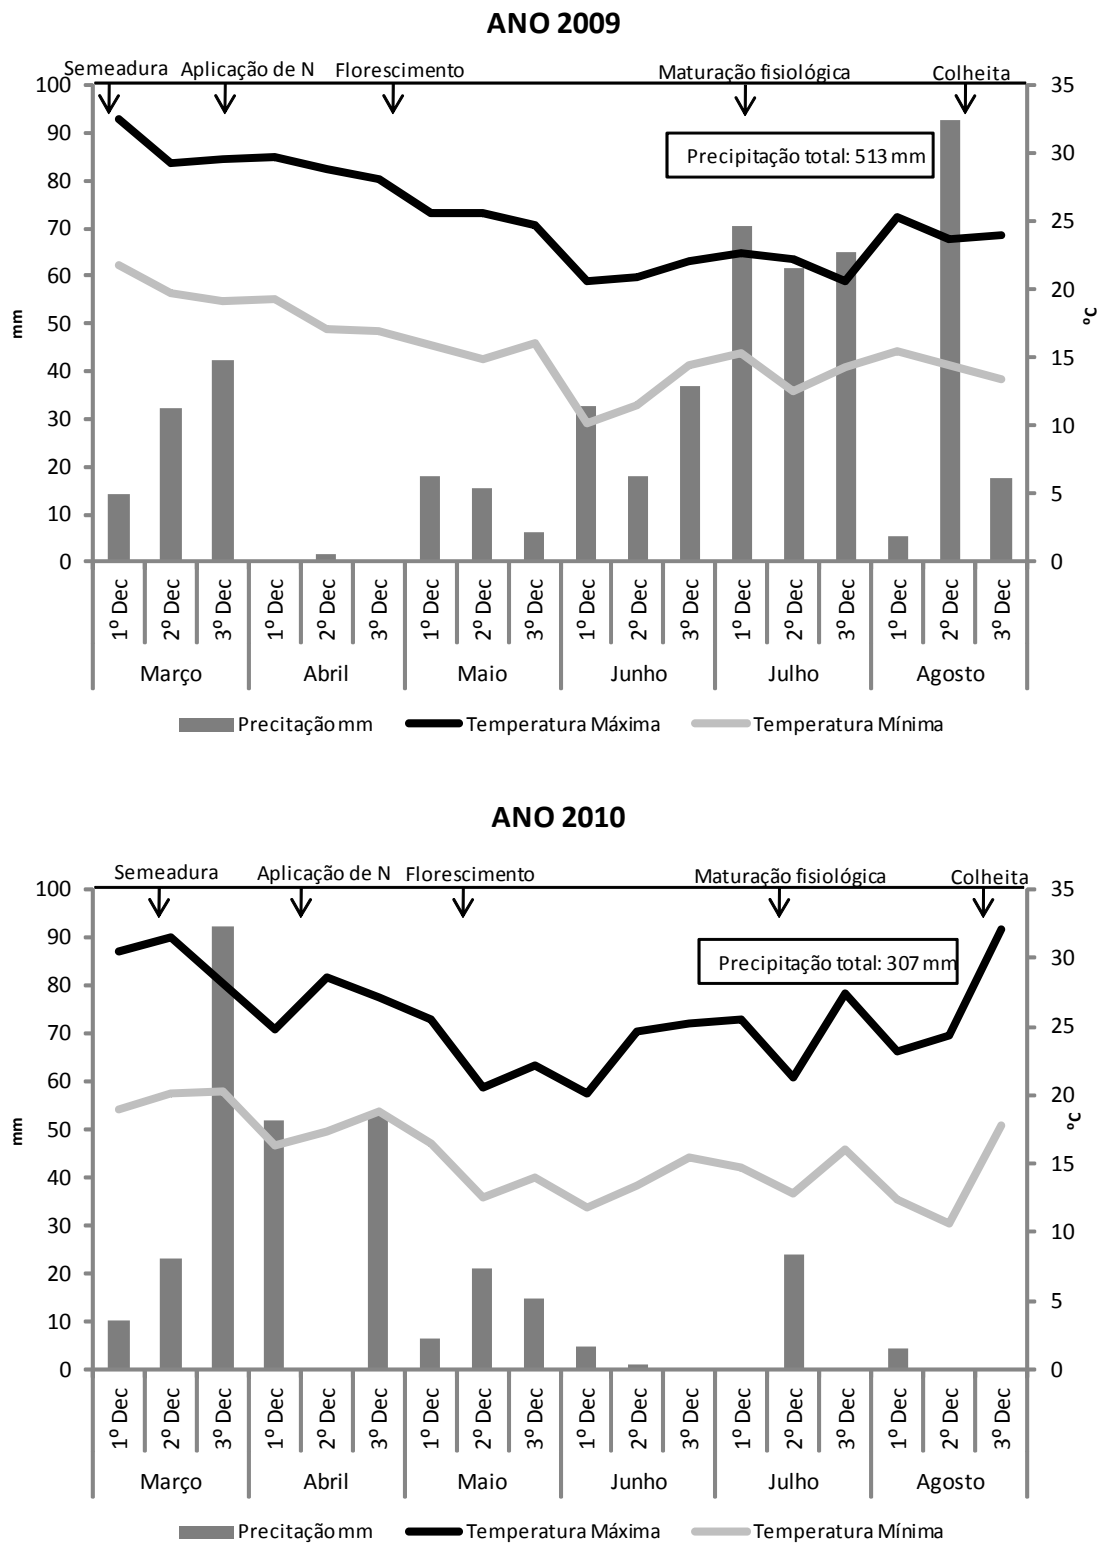 ANO 2009
Semeadura Aplicação de N Florescimento Maturação fisiológica Colheita
100 35
90 30
80 25
70 20
60 15
50 10
40 5
30 0
20
10
0
mm
ºC
Precipitação total: 513 mm
1º Dec 2º Dec 3º Dec 1º Dec 2º Dec 3º Dec 1º Dec 2º Dec 3º Dec 1º Dec 2º Dec 3º Dec 1º Dec 2º Dec 3º Dec 1º Dec 2º Dec 3º Dec
Março Abril Maio Junho Julho Agosto
Precitação mm Temperatura Máxima Temperatura Mínima
ANO 2010
Semeadura Aplicação de N Florescimento Maturação fisiológica Colheita
100 35
90 30
80 25
70 20
60 15
50 10
40 5
30 0
20
10
0
mm
ºC
Precipitação total: 307 mm
1º Dec 2º Dec 3º Dec 1º Dec 2º Dec 3º Dec 1º Dec 2º Dec 3º Dec 1º Dec 2º Dec 3º Dec 1º Dec 2º Dec 3º Dec 1º Dec 2º Dec 3º Dec
Março Abril Maio Junho Julho Agosto
Precitação mm Temperatura Máxima Temperatura Mínima